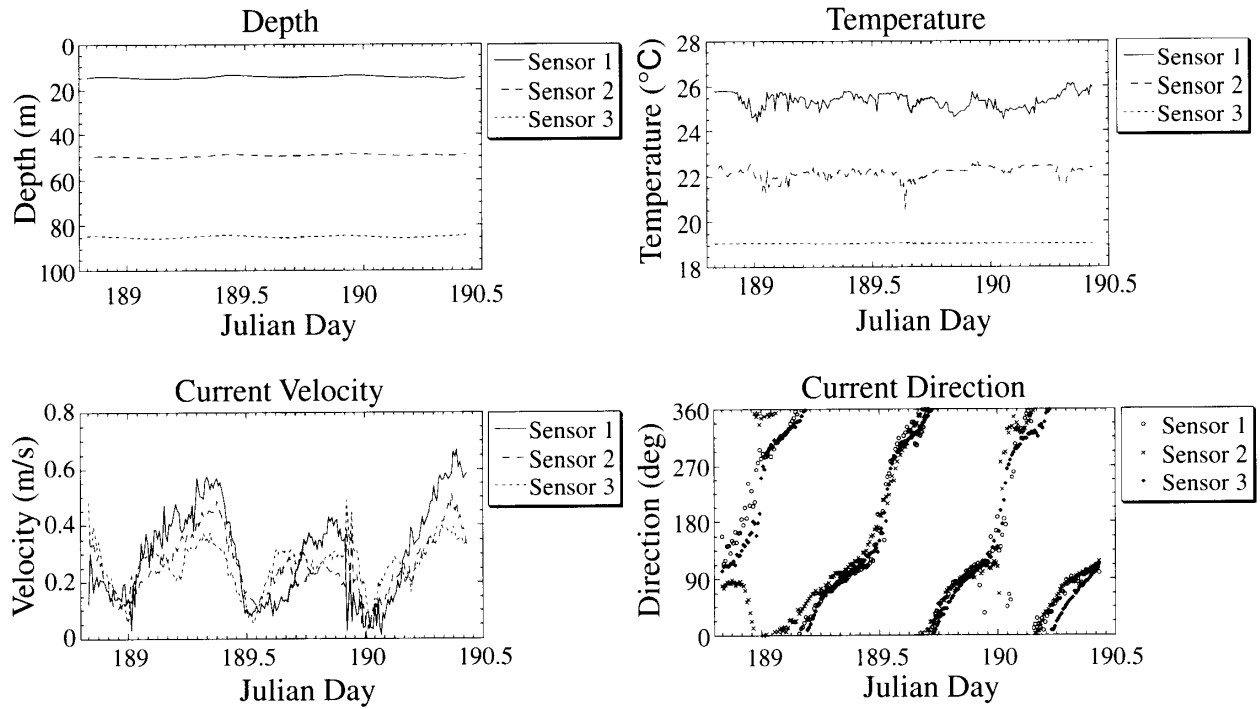 Depth
0
20
40
60
80
100
Depth (m)
189
189.5
190
190.5
Julian Day
Sensor 1
Sensor 2
Sensor 3
Temperature
28
26
25
22
20
18
Temperature (°C)
189
189.5
190
190.5
Julian Day
Sensor 1
Sensor 2
Sensor 3
Current Velocity
0.8
0.6
0.4
0.2
0
Velocity (m/s)
189
189.5
190
190.5
Julian Day
Sensor 1
Sensor 2
Sensor 3
Current Direction
360
270
180
90
0
Direction (deg)
189
189.5
190
190.5
Julian Day
Sensor 1
Sensor 2
Sensor 3